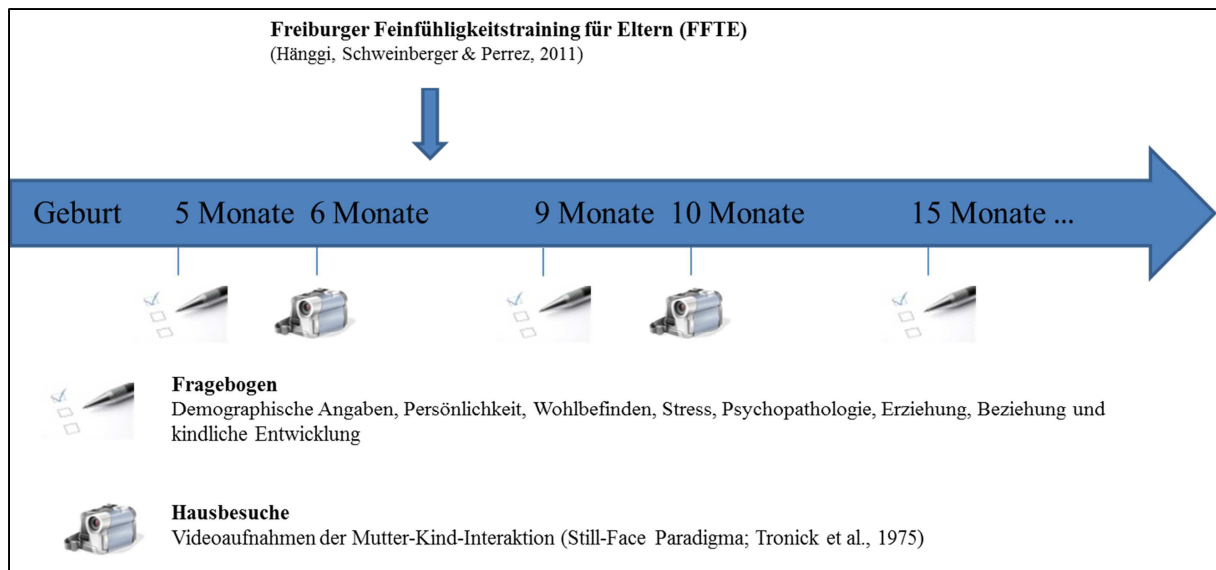 Freiburger Feinfühligkeitstraining für Eltern (FFTE)
(Hänggi, Schweinberger & Perrez, 2011)
Geburt 5 Monate 6 Monate 9 Monate 10 Monate 15 Monate ...
Fragebogen
Demographische Angaben, Persönlichkeit, Wohlbefinden, Stress, Psychopathologie, Erziehung, Beziehung und
kindliche Entwicklung
Hausbesuche
Videoaufnahmen der Mutter-Kind-Interaktion (Still-Face Paradigma; Tronick et al., 1975)